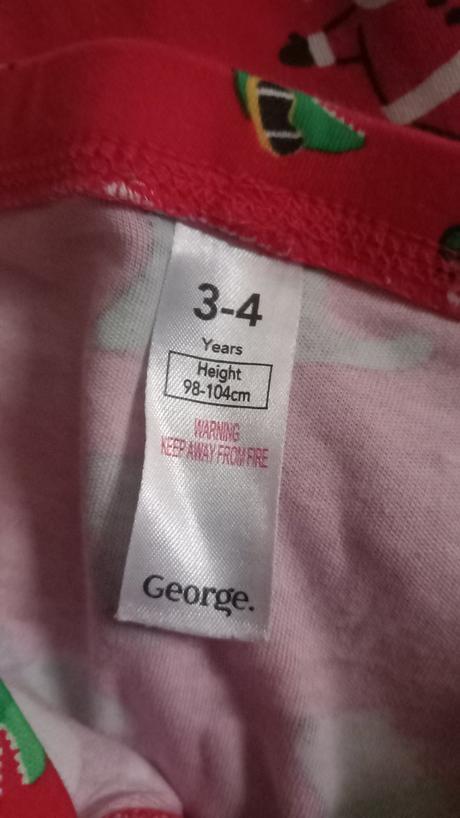 3-4
Years
Height
98-104cm
WARNING
KEEP AWAY FROM FIRE
George.